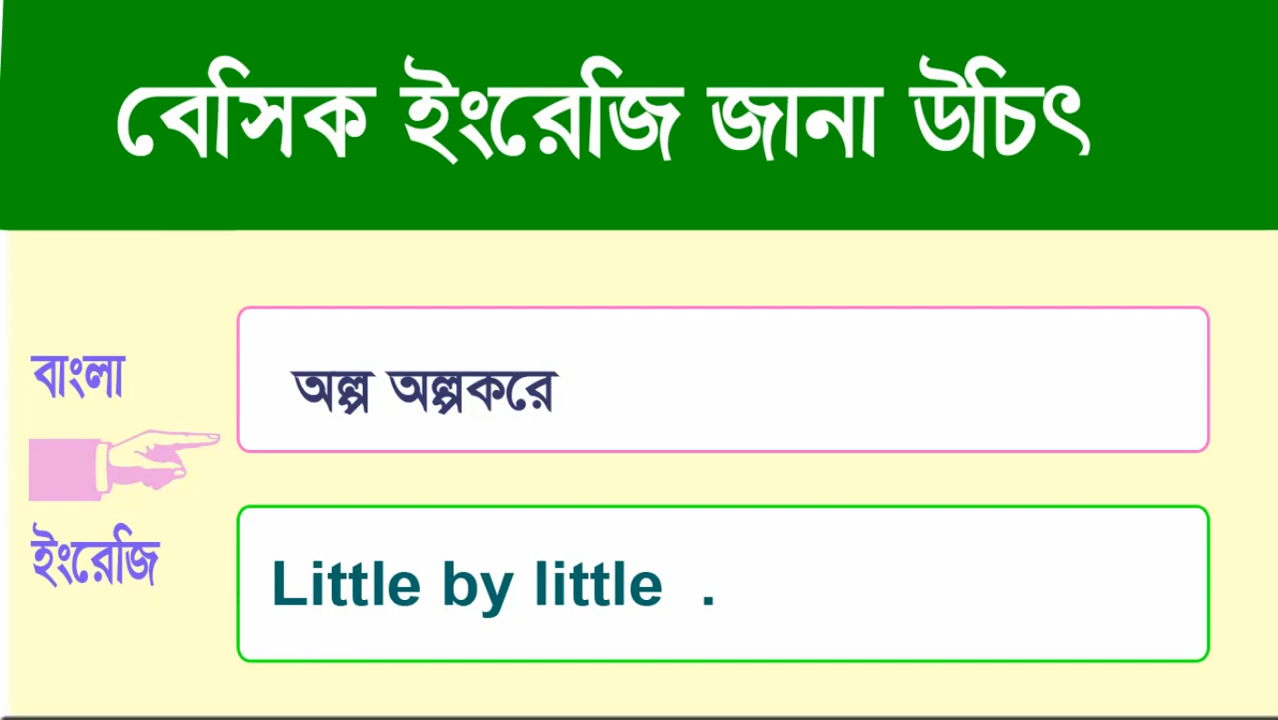 বেসিক ইংরেজি জানা উচিৎ
বাংলা
অল্প অল্পকরে
ইংরেজি
Little by little .